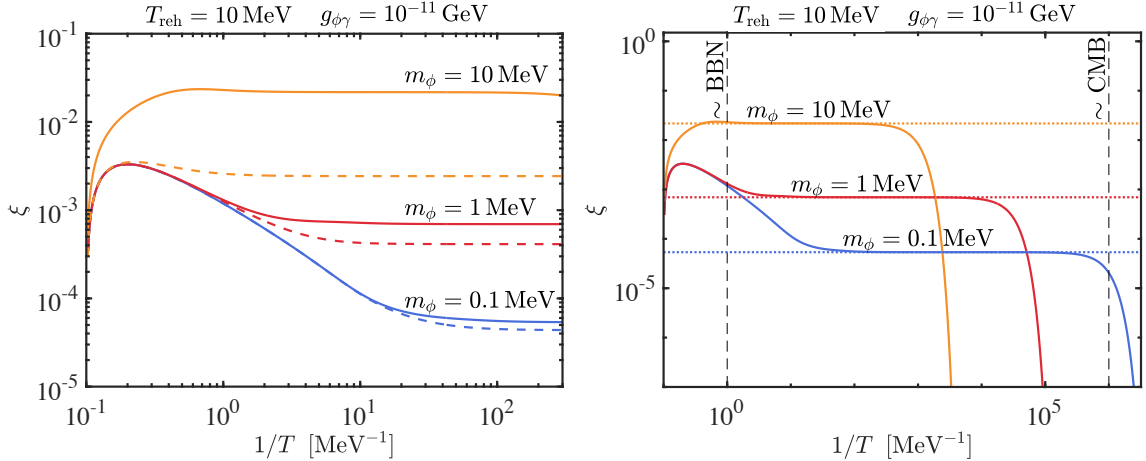 T_reh = 10 MeV   g_ϕγ = 10^-11 GeV
10^-1
10^-2
10^-3
10^-4
10^-5
ξ
m_ϕ = 10 MeV
m_ϕ = 1 MeV
m_ϕ = 0.1 MeV
10^-1 10^0 10^1 10^2
1/T [MeV^-1]
T_reh = 10 MeV   g_ϕγ = 10^-11 GeV
10^0
10^-5
ξ
~ BBN
~ CMB
m_ϕ = 10 MeV
m_ϕ = 1 MeV
m_ϕ = 0.1 MeV
10^0 10^5
1/T [MeV^-1]